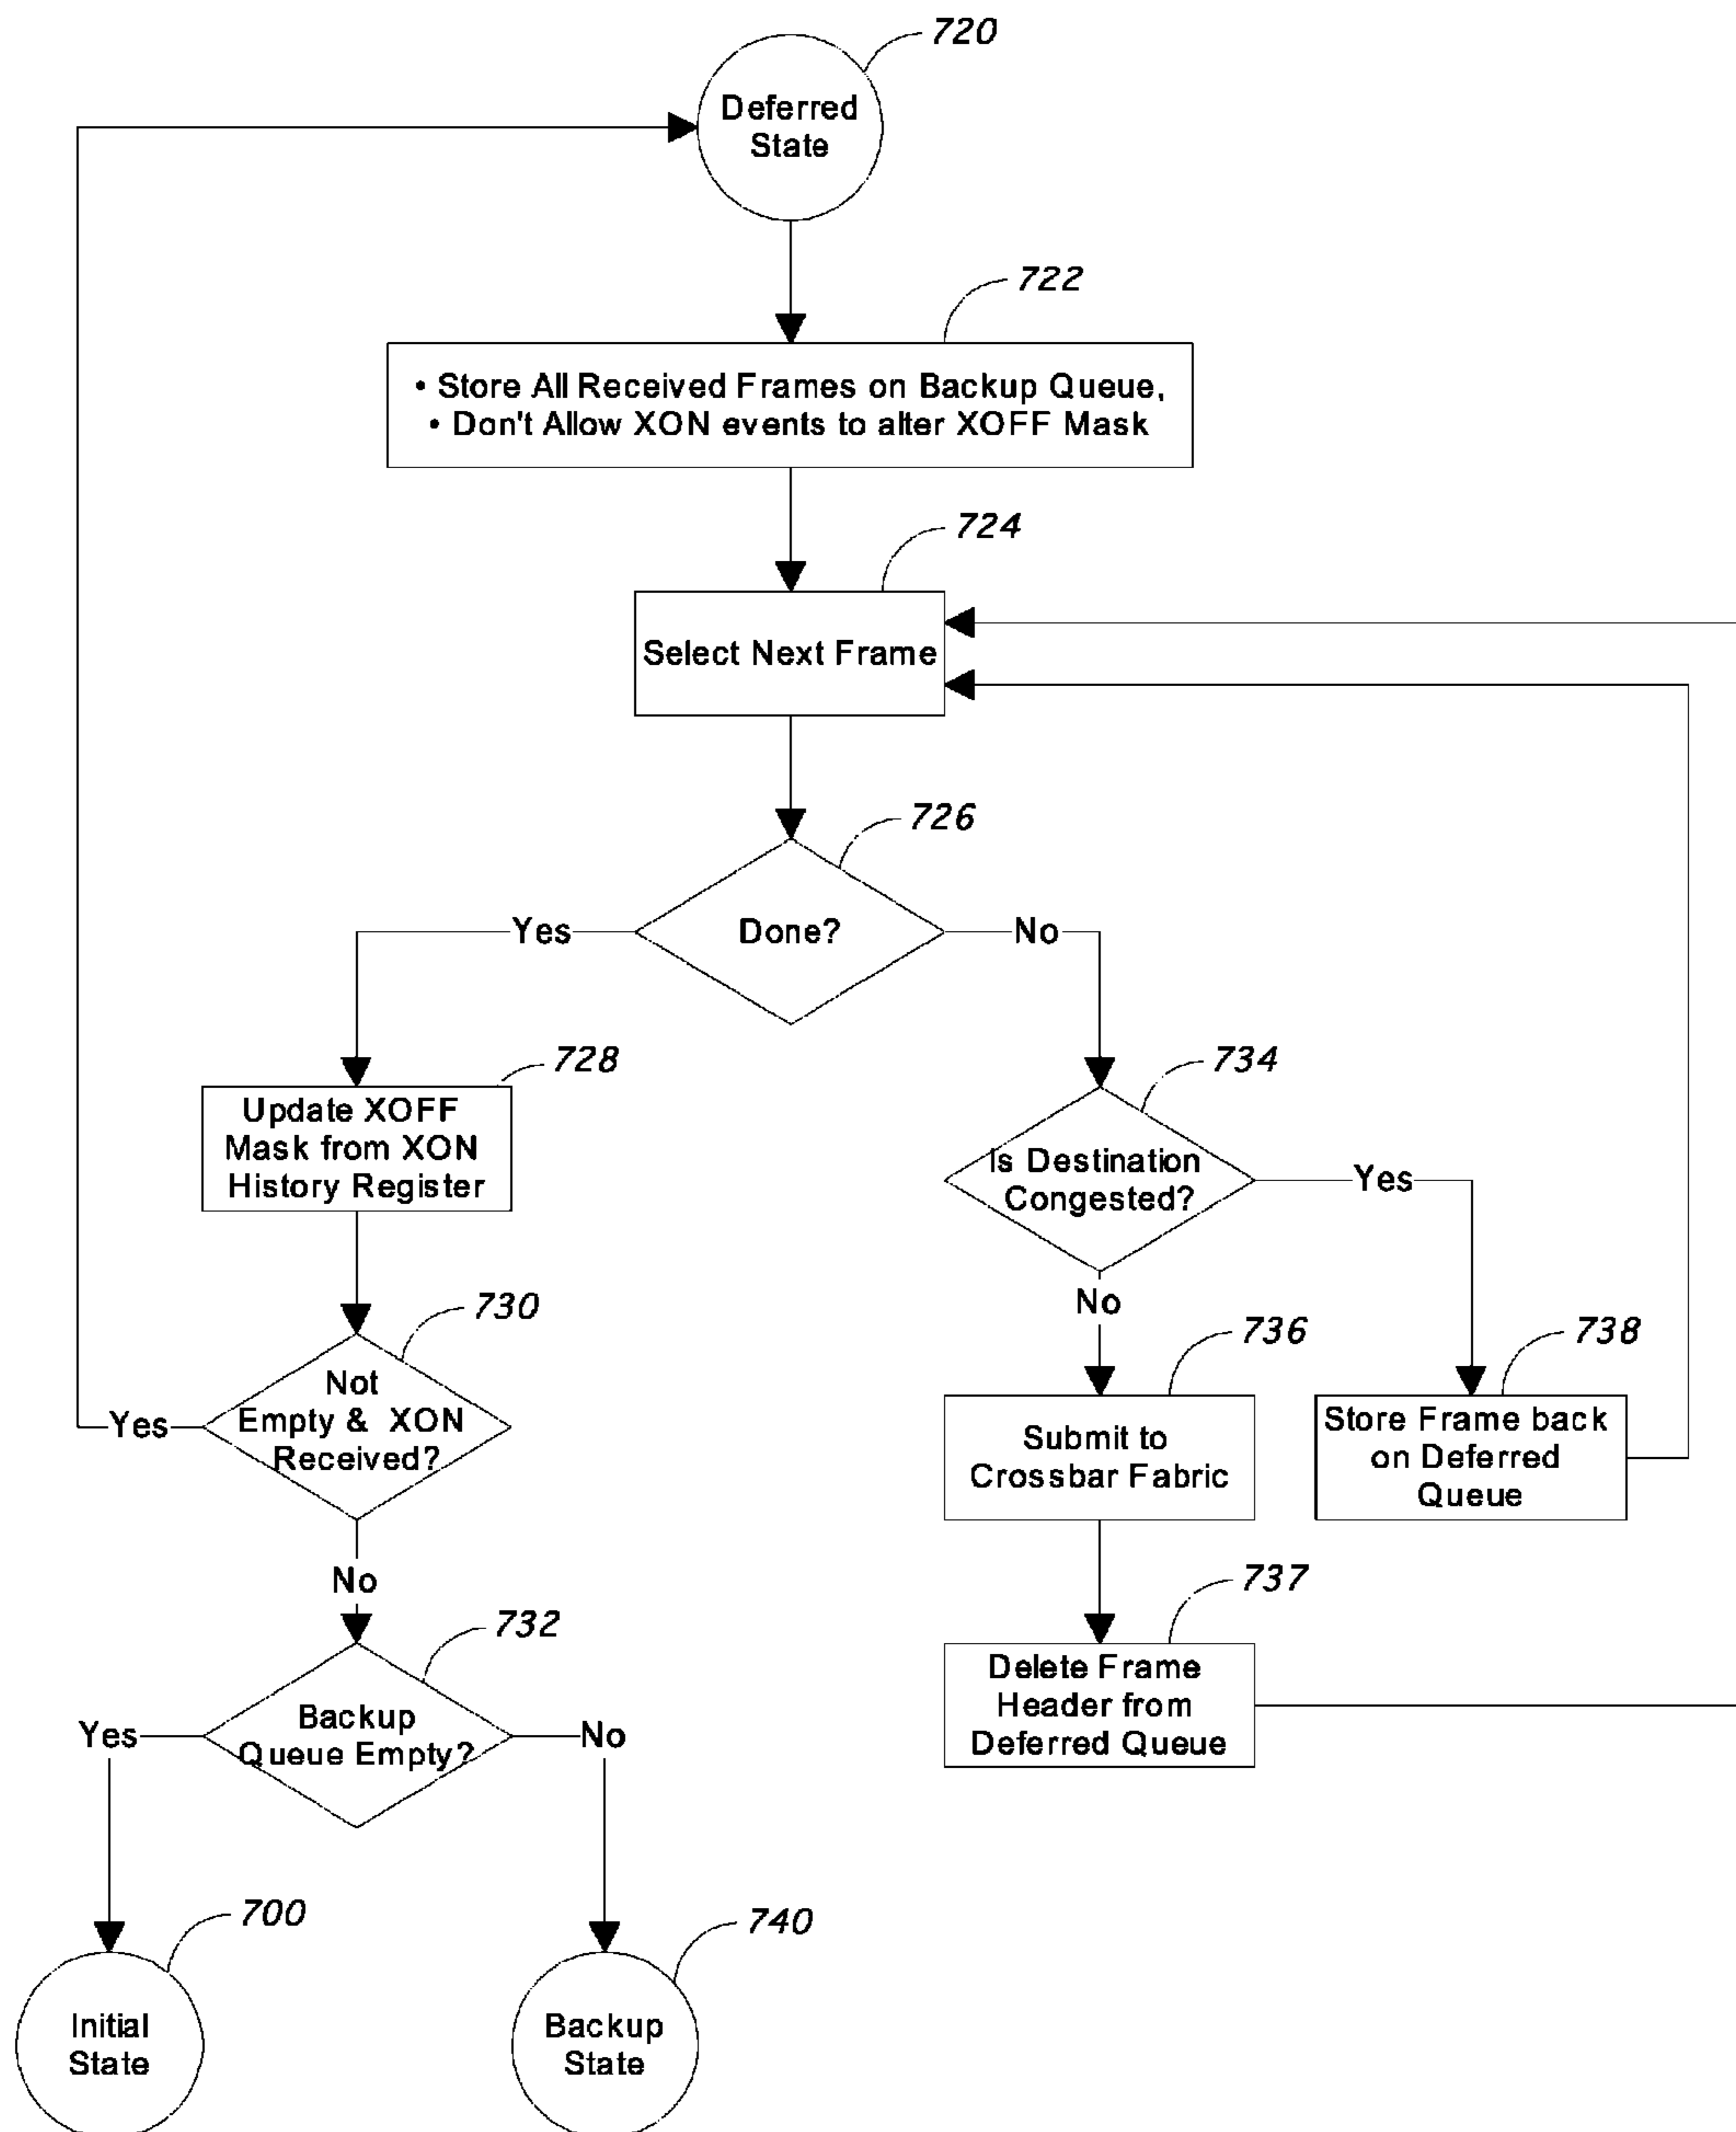 720
Deferred
State
722
• Store All Received Frames on Backup Queue,
• Don't Allow XON events to alter XOFF Mask
724
Select Next Frame
726
Done?
Yes
No
728
Update XOFF
Mask from XON
History Register
734
Is Destination
Congested?
Yes
No
730
Not
Empty & XON
Received?
Yes
No
736
Submit to
Crossbar Fabric
738
Store Frame back
on Deferred
Queue
737
Delete Frame
Header from
Deferred Queue
732
Backup
Queue Empty?
Yes
No
700
Initial
State
740
Backup
State